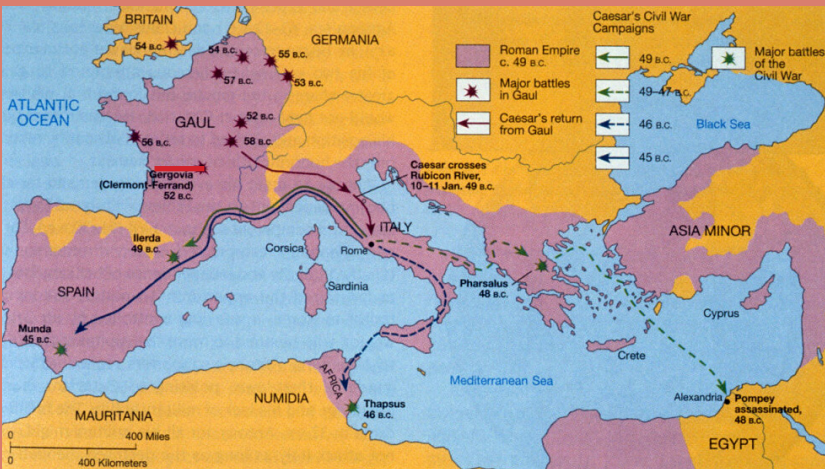 BRITAIN
54 B.C.
54 B.C.
55 B.C.
53 B.C.
57 B.C.
GERMANIA
ATLANTIC
OCEAN
GAUL
52 B.C.
58 B.C.
56 B.C.
Gergovia
(Clermont-Ferrand)
52 B.C.
Roman Empire
c. 49 B.C.
Major battles
in Gaul
Caesar's return
from Gaul
Caesar's Civil War
Campaigns
49 B.C.
49-47 B.C.
46 B.C.
45 B.C.
Major battles
of the
Civil War
Black Sea
Caesar crosses
Rubicon River,
10–11 Jan. 49 B.C.
ITALY
Rome
Corsica
Sardinia
Ilerda
49 B.C.
SPAIN
Munda
45 B.C.
Pharsalus
48 B.C.
ASIA MINOR
Cyprus
Crete
Mediterranean Sea
Alexandria
Pompey
assassinated,
48 B.C.
EGYPT
AFRICA
Thapsus
46 B.C.
NUMIDIA
MAURITANIA
0 400 Miles
0 400 Kilometers